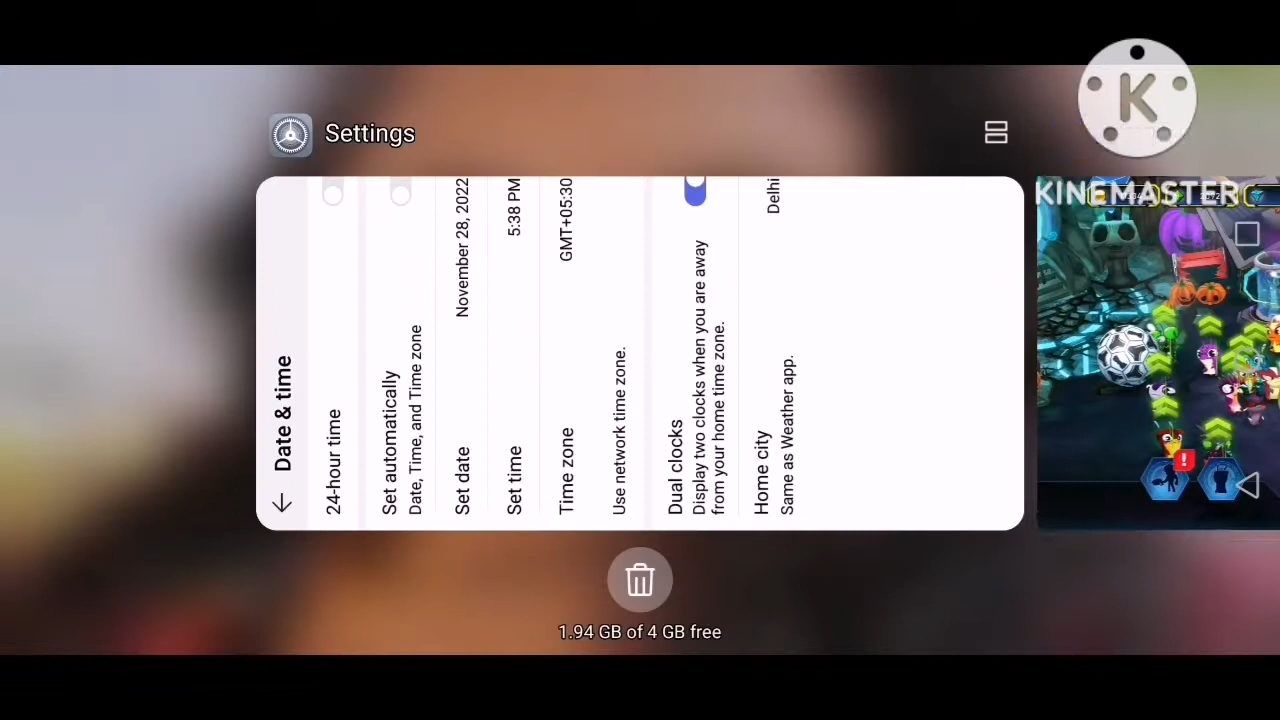 Settings
K
KINEMASTER
Date & time
24-hour time
Set automatically
Date, Time, and Time zone
Set date
November 28, 2022
Set time
5:38 PM
Time zone
GMT+05:30
Use network time zone.
Dual clocks
Display two clocks when you are away
from your home time zone.
Home city
Delhi
Same as Weather app.
!
1.94 GB of 4 GB free